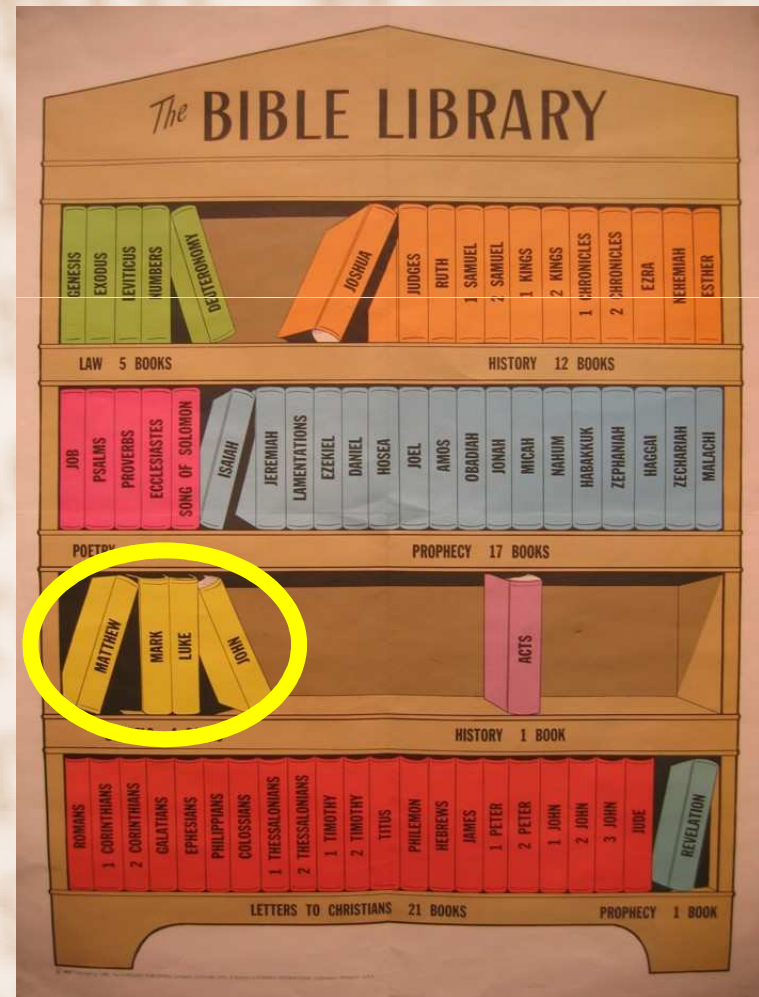 The BIBLE LIBRARY
GENESIS
EXODUS
LEVITICUS
NUMBERS
DEUTERONOMY
JOSHUA
JUDGES
RUTH
1 SAMUEL
2 SAMUEL
1 KINGS
2 KINGS
1 CHRONICLES
2 CHRONICLES
EZRA
NEHEMIAH
ESTHER
LAW 5 BOOKS
HISTORY 12 BOOKS
JOB
PSALMS
PROVERBS
ECCLESIASTES
SONG OF SOLOMON
ISAIAH
JEREMIAH
LAMENTATIONS
EZEKIEL
DANIEL
HOSEA
JOEL
AMOS
OBADIAH
JONAH
MICAH
NAHUM
HABAKKUK
ZEPHANIAH
HAGGAI
ZECHARIAH
MALACHI
POETRY
PROPHECY 17 BOOKS
MATTHEW
MARK
LUKE
JOHN
ACTS
HISTORY 1 BOOK
ROMANS
1 CORINTHIANS
2 CORINTHIANS
GALATIANS
EPHESIANS
PHILIPPIANS
COLOSSIANS
1 THESSALONIANS
2 THESSALONIANS
1 TIMOTHY
2 TIMOTHY
TITUS
PHILEMON
HEBREWS
JAMES
1 PETER
2 PETER
1 JOHN
2 JOHN
3 JOHN
JUDE
REVELATION
LETTERS TO CHRISTIANS 21 BOOKS
PROPHECY 1 BOOK